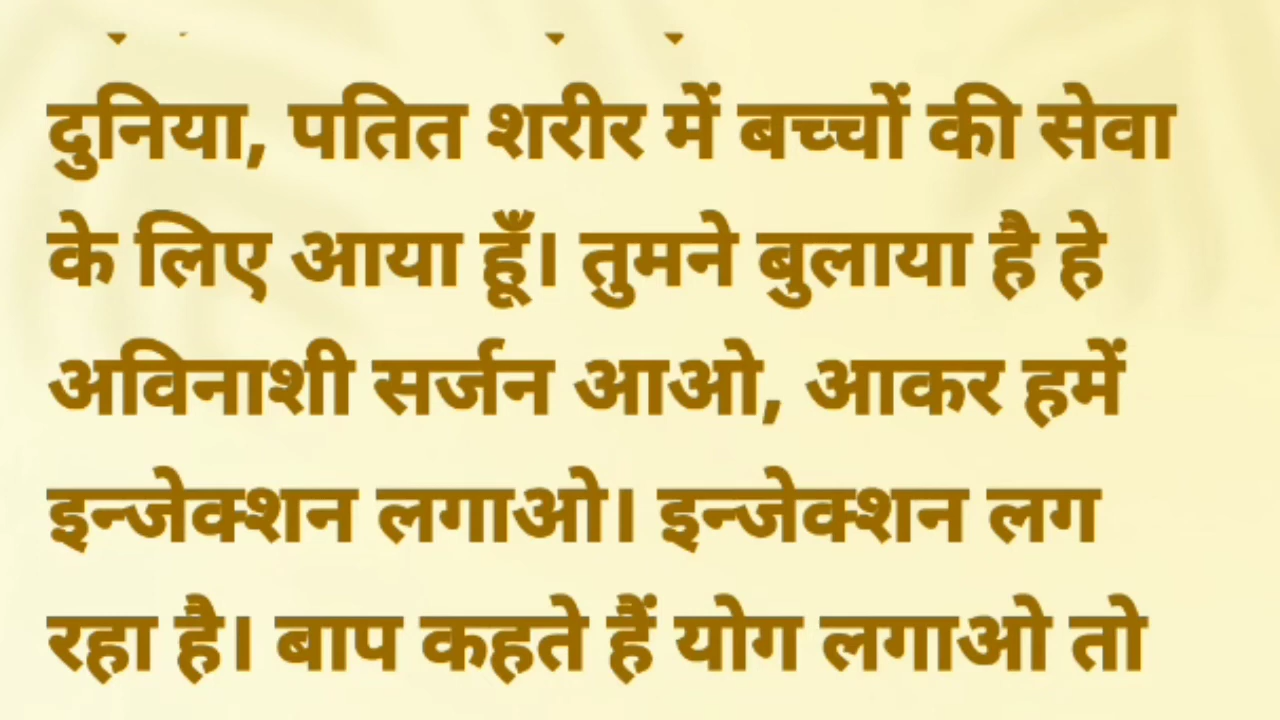 दुनिया, पतित शरीर में बच्चों की सेवा
के लिए आया हूँ। तुमने बुलाया है हे
अविनाशी सर्जन आओ, आकर हमें
इन्जेक्शन लगाओ। इन्जेक्शन लग
रहा है। बाप कहते हैं योग लगाओ तो